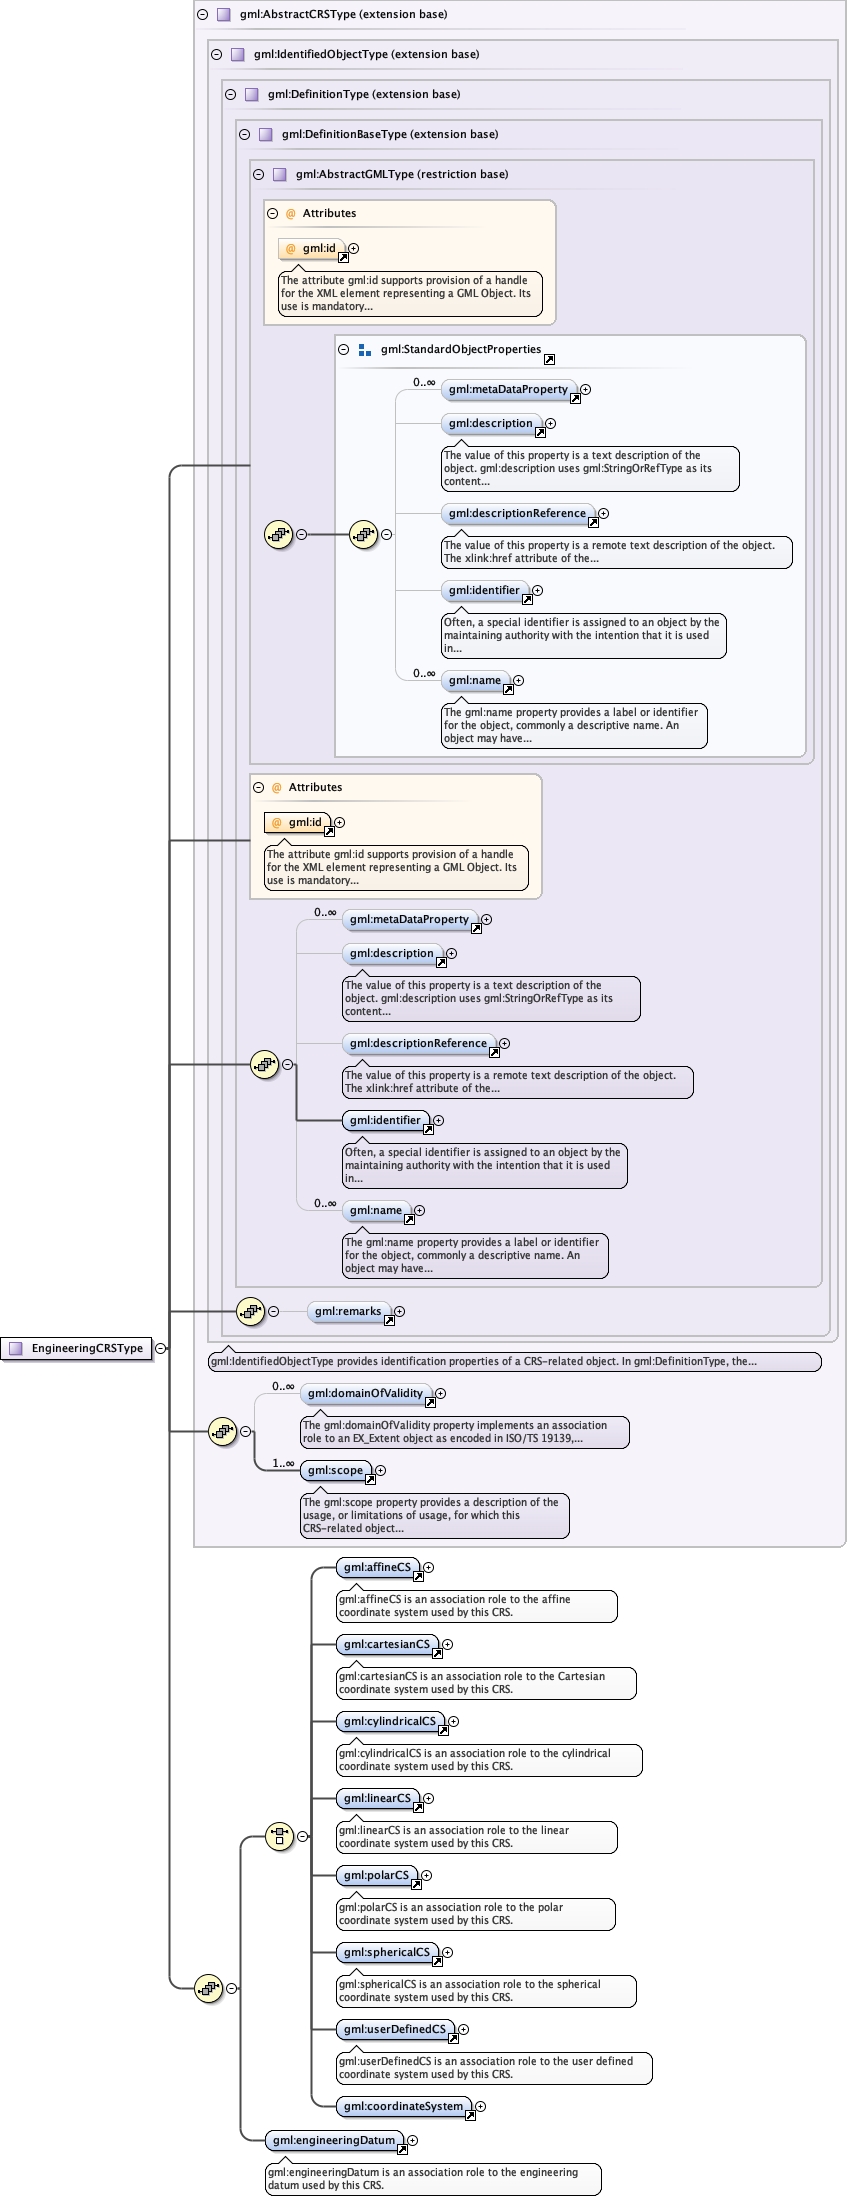 gml:AbstractCRSType (extension base)
gml:IdentifiedObjectType (extension base)
gml:DefinitionType (extension base)
gml:DefinitionBaseType (extension base)
gml:AbstractGMLType (restriction base)
@ Attributes
@ gml:id
The attribute gml:id supports provision of a handle
for the XML element representing a GML Object. Its
use is mandatory...
gml:StandardObjectProperties
0..∞
gml:metaDataProperty
gml:description
The value of this property is a text description of the
object. gml:description uses gml:StringOrRefType as its
content...
gml:descriptionReference
The value of this property is a remote text description of the object.
The xlink:href attribute of the...
gml:identifier
Often, a special identifier is assigned to an object by the
maintaining authority with the intention that it is used
in...
0..∞
gml:name
The gml:name property provides a label or identifier
for the object, commonly a descriptive name. An
object may have...
@ Attributes
@ gml:id
The attribute gml:id supports provision of a handle
for the XML element representing a GML Object. Its
use is mandatory...
0..∞
gml:metaDataProperty
gml:description
The value of this property is a text description of the
object. gml:description uses gml:StringOrRefType as its
content...
gml:descriptionReference
The value of this property is a remote text description of the object.
The xlink:href attribute of the...
gml:identifier
Often, a special identifier is assigned to an object by the
maintaining authority with the intention that it is used
in...
0..∞
gml:name
The gml:name property provides a label or identifier
for the object, commonly a descriptive name. An
object may have...
gml:remarks
EngineeringCRSType
gml:IdentifiedObjectType provides identification properties of a CRS-related object. In gml:DefinitionType, the...
0..∞
gml:domainOfValidity
The gml:domainOfValidity property implements an association
role to an EX_Extent object as encoded in ISO/TS 19139,...
1..∞
gml:scope
The gml:scope property provides a description of the
usage, or limitations of usage, for which this
CRS-related object...
gml:affineCS
gml:affineCS is an association role to the affine
coordinate system used by this CRS.
gml:cartesianCS
gml:cartesianCS is an association role to the Cartesian
coordinate system used by this CRS.
gml:cylindricalCS
gml:cylindricalCS is an association role to the cylindrical
coordinate system used by this CRS.
gml:linearCS
gml:linearCS is an association role to the linear
coordinate system used by this CRS.
gml:polarCS
gml:polarCS is an association role to the polar
coordinate system used by this CRS.
gml:sphericalCS
gml:sphericalCS is an association role to the spherical
coordinate system used by this CRS.
gml:userDefinedCS
gml:userDefinedCS is an association role to the user defined
coordinate system used by this CRS.
gml:coordinateSystem
gml:engineeringDatum
gml:engineeringDatum is an association role to the engineering
datum used by this CRS.